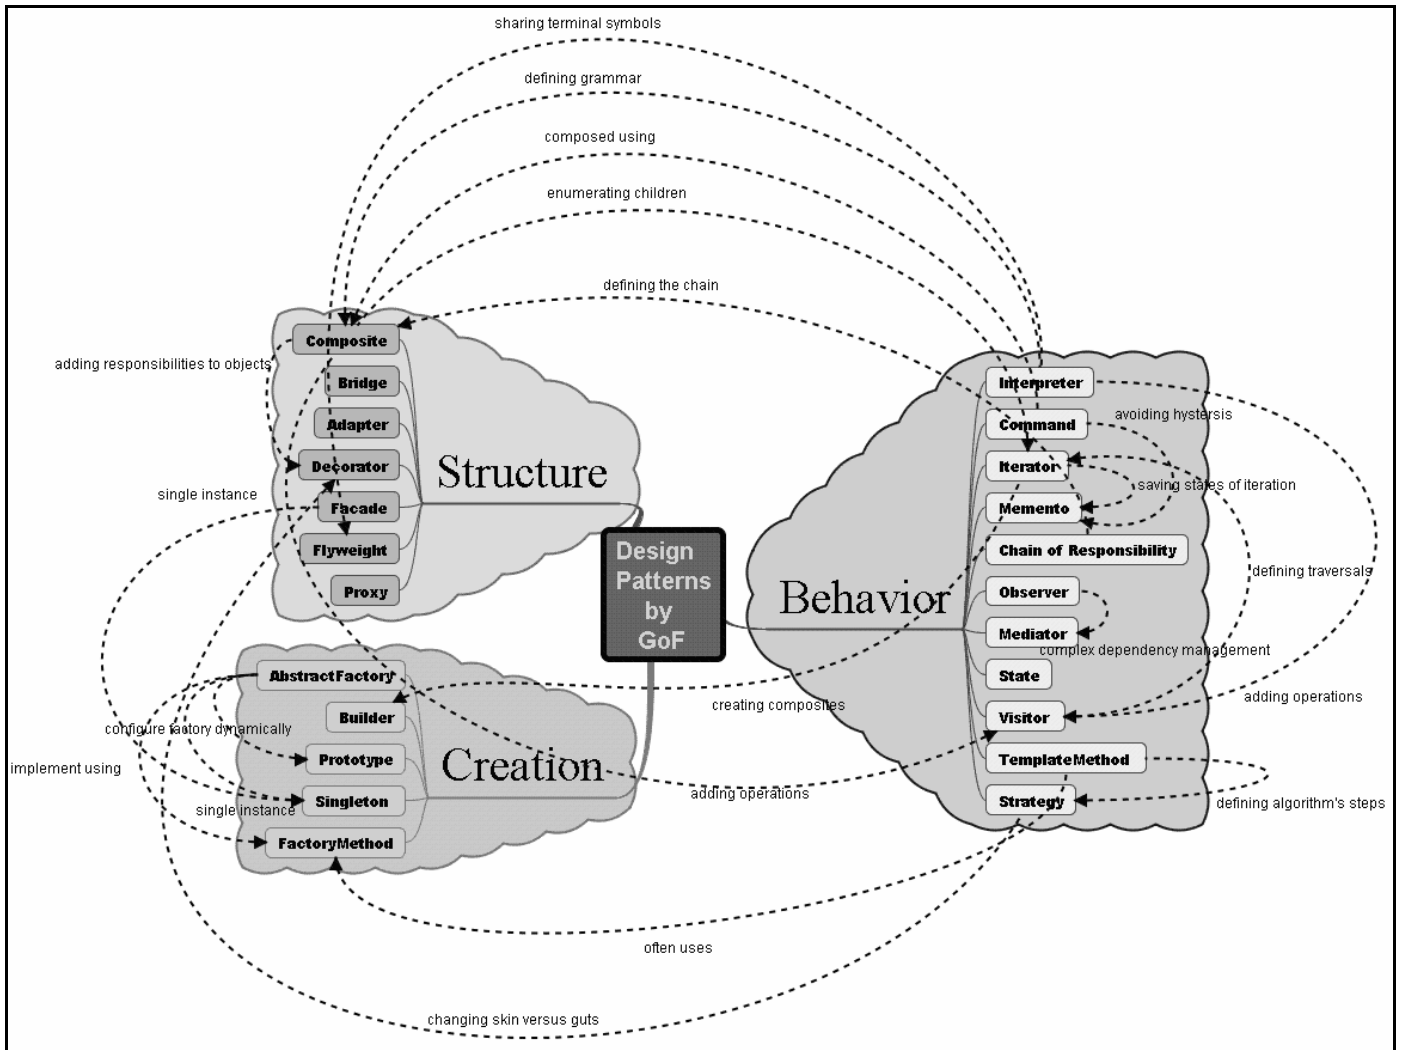 sharing terminal symbols
defining grammar
composed using
enumerating children
defining the chain
Composite
adding responsibilities to objects
Bridge
Adapter
Decorator
Structure
single instance
Facade
Flyweight
Proxy
Design
Patterns
by
GoF
Interpreter
avoiding hystersis
Command
Iterator
saving states of iteration
Memento
Chain of Responsibility
defining traversals
Observer
Behavior
Mediator
complex dependency management
State
adding operations
Visitor
TemplateMethod
Strategy
defining algorithm's steps
AbstractFactory
creating composites
Builder
configure factory dynamically
Prototype
Creation
implement using
adding operations
Singleton
single instance
FactoryMethod
often uses
changing skin versus guts